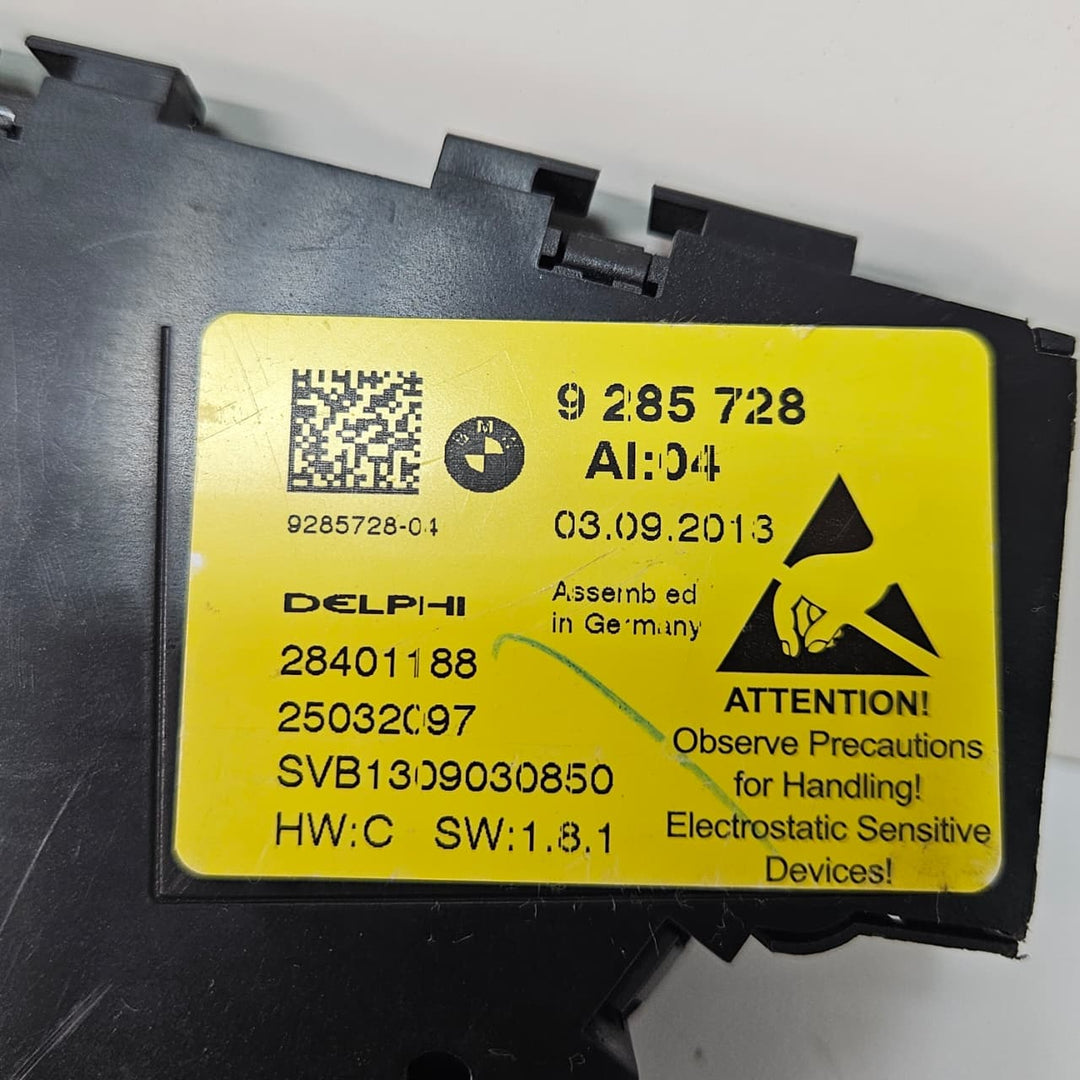 9 285 728
AI:04
BMW
9285728-04
03.09.2013
Assembled
in Germany
DELPHI
28401188
25032097
SVB1309030850
HW:C SW:1.8.1
ATTENTION!
Observe Precautions
for Handling!
Electrostatic Sensitive
Devices!